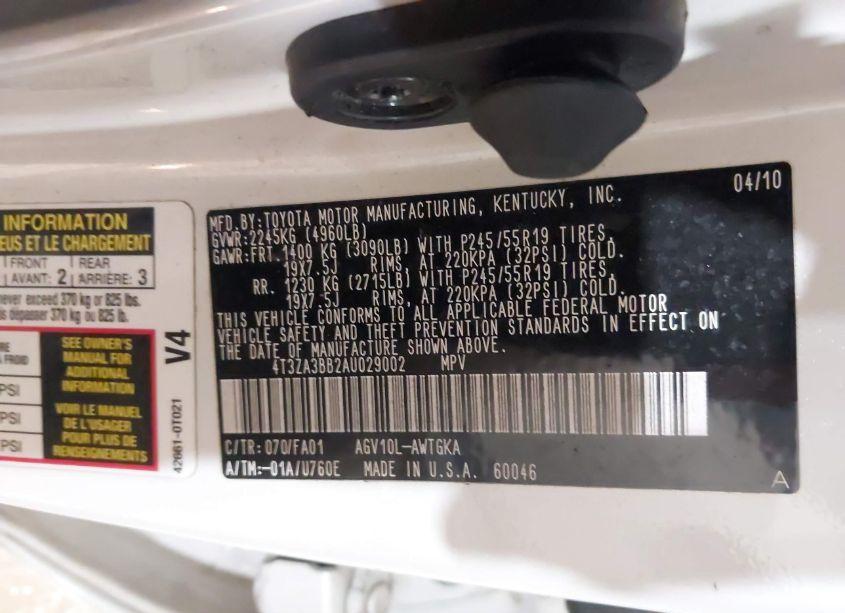 INFORMATION
EUS ET LE CHARGEMENT
FRONT
AVANT: 2
REAR
ARRIÈRE: 3
never exceed 370 kg or 825 lbs.
dépasser 370 kg ou 825 lb.
SEE OWNER'S
MANUAL FOR
ADDITIONAL
INFORMATION
VOIR LE MANUEL
DE L'USAGER
POUR PLUS DE
RENSEIGNEMENTS
RE
À FROID
PSI
PSI
PSI
V4
42661-0T021
04/10
MFD. BY: TOYOTA MOTOR MANUFACTURING, KENTUCKY, INC.
GVWR: 2245KG (4960LB)
GAWR: FRT. 1400 KG (3090LB) WITH P245/55R19 TIRES,
19X7.5J RIMS, AT 220KPA (32PSI) COLD.
RR. 1230 KG (2715LB) WITH P245/55R19 TIRES,
19X7.5J RIMS, AT 220KPA (32PSI) COLD.
THIS VEHICLE CONFORMS TO ALL APPLICABLE FEDERAL MOTOR
VEHICLE SAFETY AND THEFT PREVENTION STANDARDS IN EFFECT ON
THE DATE OF MANUFACTURE SHOWN ABOVE.
4T3ZA3BB2AU029002 MPV
C/TR: 070/FA01 AGV10L-AWTGKA
A/TM:-01A/U760E MADE IN U.S.A. 60046
A